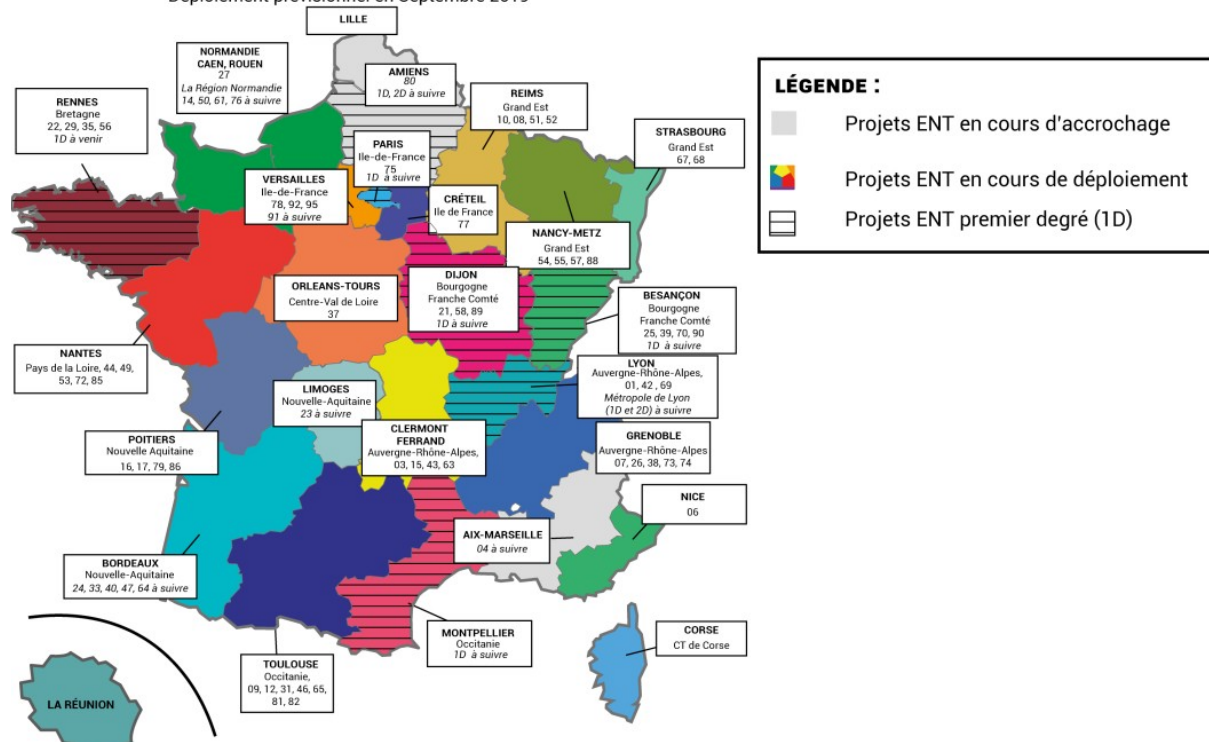 Déploiement prévisionnel en Septembre 2019
LILLE
NORMANDIE
CAEN, ROUEN
27
La Région Normandie
14, 50, 61, 76 à suivre
AMIENS
80
1D, 2D à suivre
REIMS
Grand Est
10, 08, 51, 52
RENNES
Bretagne
22, 29, 35, 56
1D à venir
STRASBOURG
Grand Est
67, 68
PARIS
Ile-de-France
75
1D à suivre
VERSAILLES
Ile-de-France
78, 92, 95
91 à suivre
CRÉTEIL
Ile de France
77
NANCY-METZ
Grand Est
54, 55, 57, 88
ORLEANS-TOURS
Centre-Val de Loire
37
DIJON
Bourgogne
Franche Comté
21, 58, 89
1D à suivre
BESANÇON
Bourgogne
Franche Comté
25, 39, 70, 90
1D à suivre
NANTES
Pays de la Loire, 44, 49,
53, 72, 85
LYON
Auvergne-Rhône-Alpes,
01, 42 , 69
Métropole de Lyon
(1D et 2D) à suivre
LIMOGES
Nouvelle-Aquitaine
23 à suivre
CLERMONT
FERRAND
Auvergne-Rhône-Alpes,
03, 15, 43, 63
POITIERS
Nouvelle Aquitaine
16, 17, 79, 86
GRENOBLE
Auvergne-Rhône-Alpes
07, 26, 38, 73, 74
NICE
06
AIX-MARSEILLE
04 à suivre
BORDEAUX
Nouvelle-Aquitaine
24, 33, 40, 47, 64 à suivre
MONTPELLIER
Occitanie
1D à suivre
CORSE
CT de Corse
TOULOUSE
Occitanie,
09, 12, 31, 46, 65,
81, 82
LA RÉUNION
LÉGENDE :
Projets ENT en cours d'accrochage
Projets ENT en cours de déploiement
Projets ENT premier degré (1D)